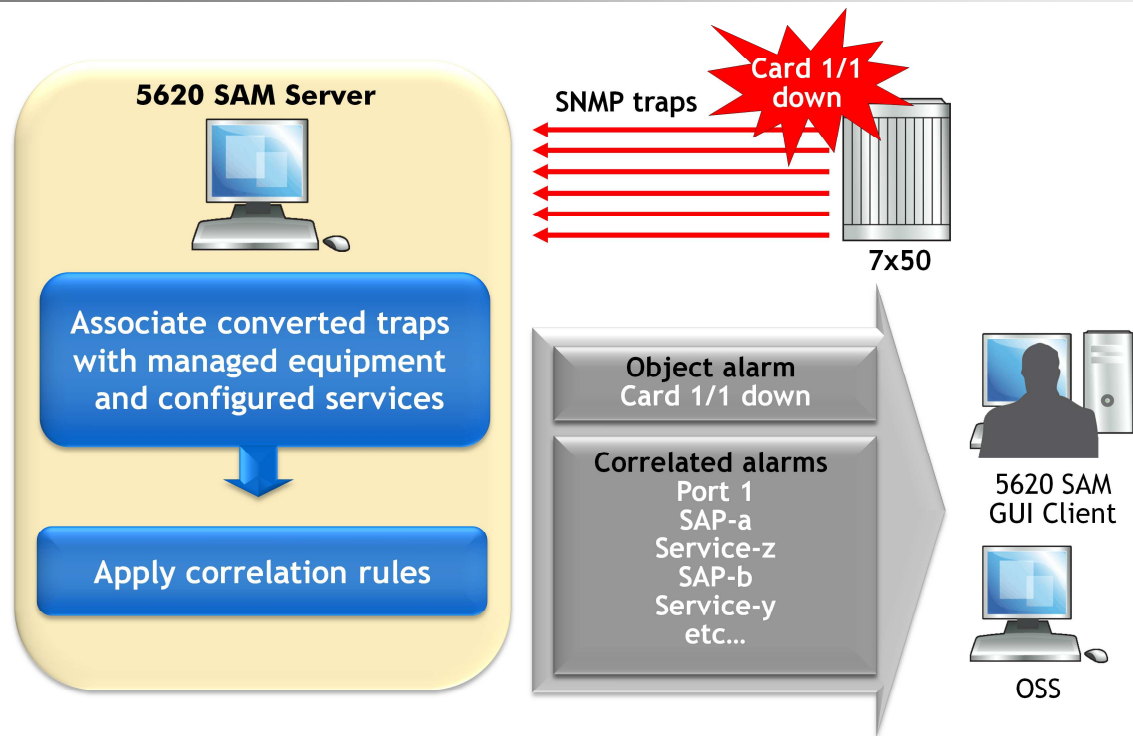 5620 SAM Server
SNMP traps
Card 1/1
down
7x50
Associate converted traps
with managed equipment
and configured services
Apply correlation rules
Object alarm
Card 1/1 down
Correlated alarms
Port 1
SAP-a
Service-z
SAP-b
Service-y
etc...
5620 SAM
GUI Client
OSS